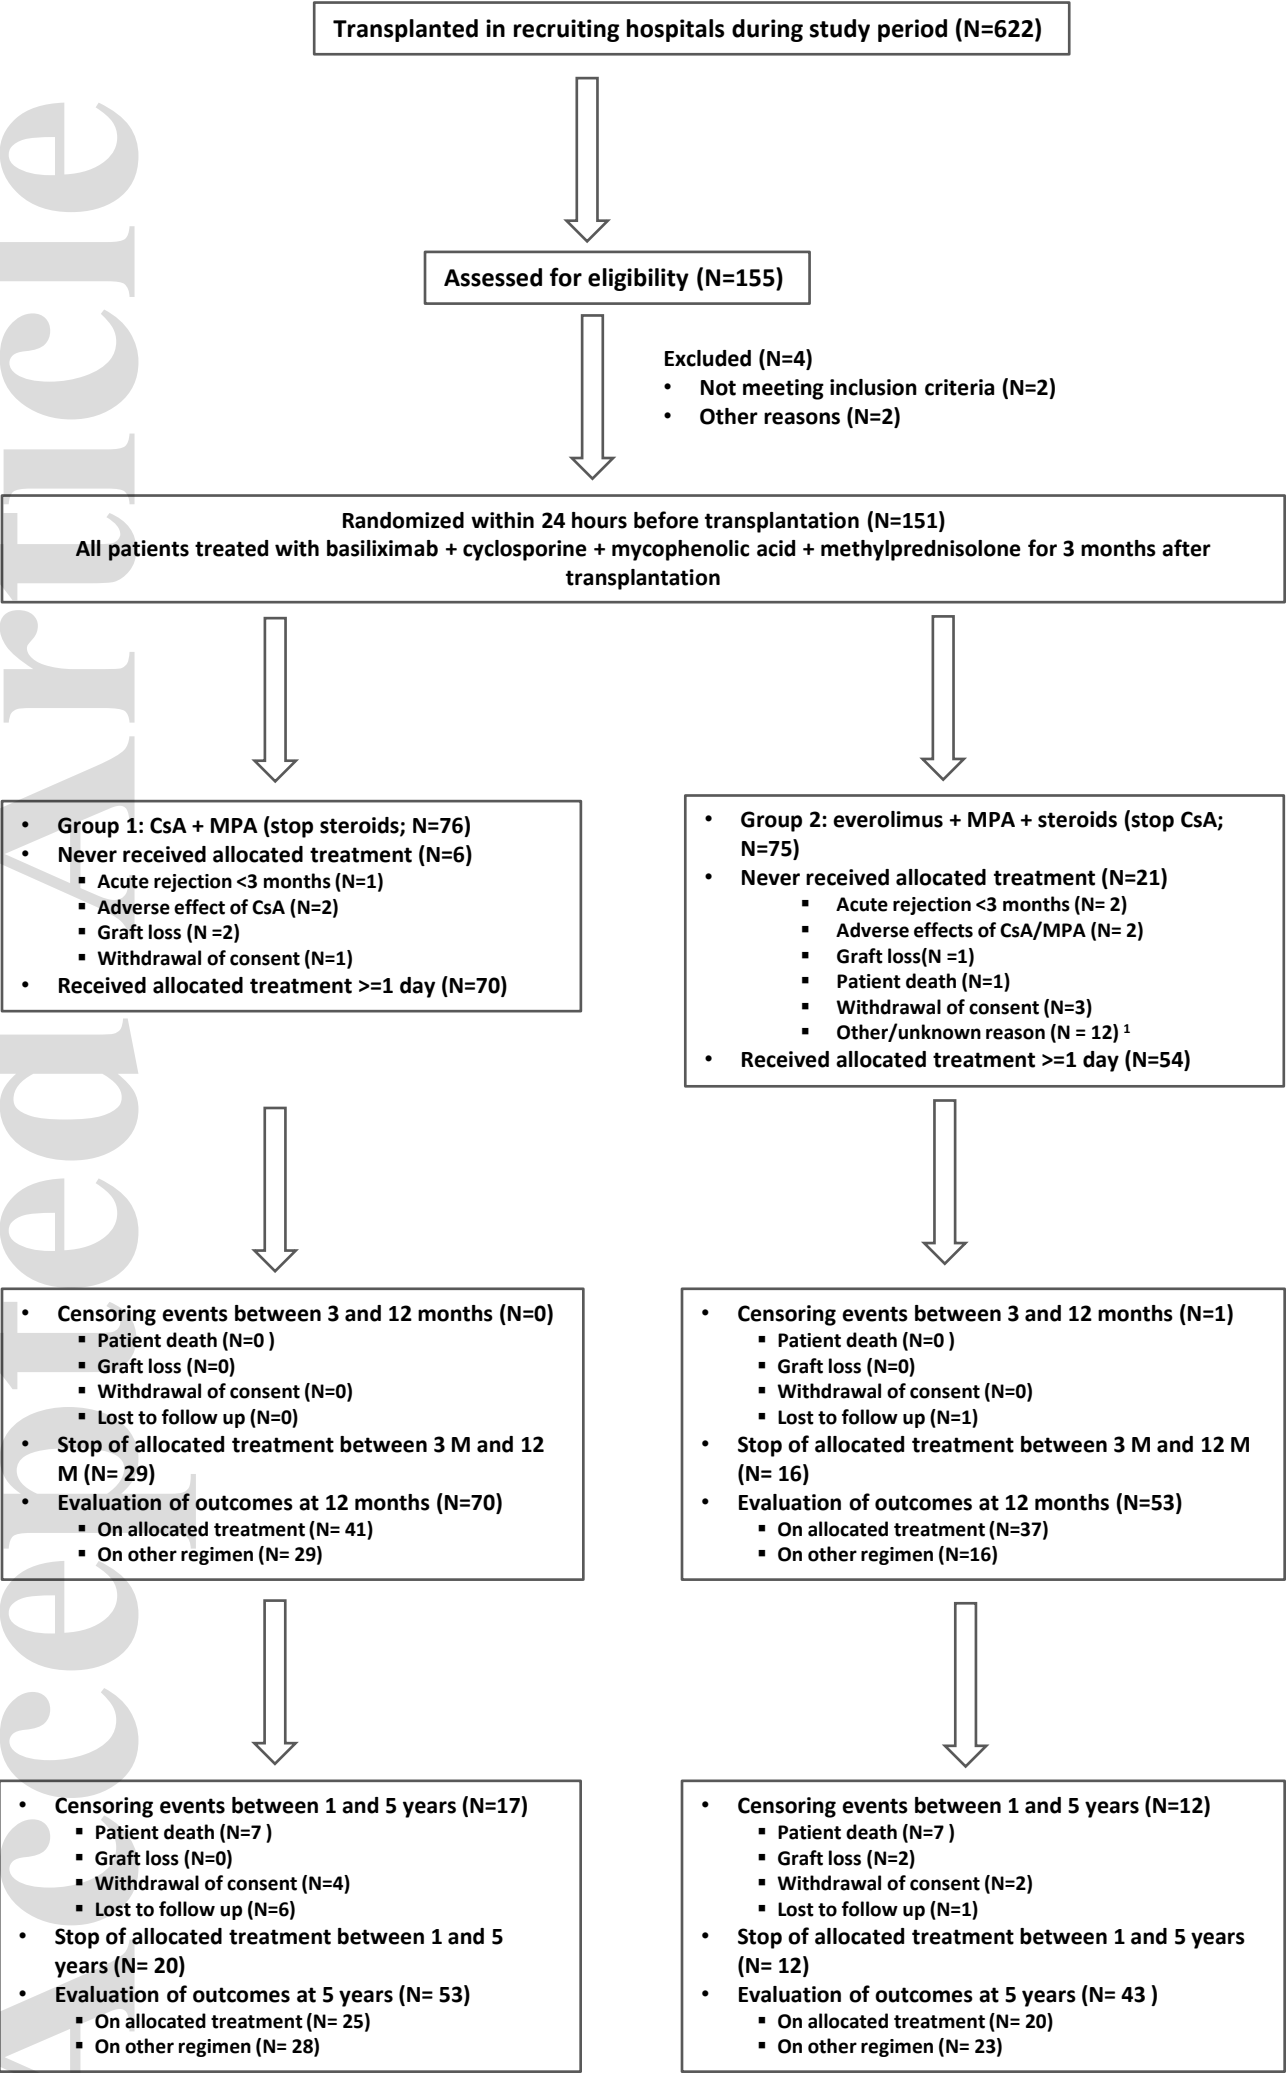 Transplanted in recruiting hospitals during study period (N=622)
Assessed for eligibility (N=155)
Excluded (N=4)
• Not meeting inclusion criteria (N=2)
• Other reasons (N=2)
Randomized within 24 hours before transplantation (N=151)
All patients treated with basiliximab + cyclosporine + mycophenolic acid + methylprednisolone for 3 months after
transplantation
• Group 1: CsA + MPA (stop steroids; N=76)
• Never received allocated treatment (N=6)
▪ Acute rejection <3 months (N=1)
▪ Adverse effect of CsA (N=2)
▪ Graft loss (N =2)
▪ Withdrawal of consent (N=1)
• Received allocated treatment >=1 day (N=70)
• Group 2: everolimus + MPA + steroids (stop CsA;
N=75)
• Never received allocated treatment (N=21)
▪ Acute rejection <3 months (N= 2)
▪ Adverse effects of CsA/MPA (N= 2)
▪ Graft loss(N =1)
▪ Patient death (N=1)
▪ Withdrawal of consent (N=3)
▪ Other/unknown reason (N = 12) ¹
• Received allocated treatment >=1 day (N=54)
• Censoring events between 3 and 12 months (N=0)
▪ Patient death (N=0 )
▪ Graft loss (N=0)
▪ Withdrawal of consent (N=0)
▪ Lost to follow up (N=0)
• Stop of allocated treatment between 3 M and 12
M (N= 29)
• Evaluation of outcomes at 12 months (N=70)
▪ On allocated treatment (N= 41)
▪ On other regimen (N= 29)
• Censoring events between 3 and 12 months (N=1)
▪ Patient death (N=0 )
▪ Graft loss (N=0)
▪ Withdrawal of consent (N=0)
▪ Lost to follow up (N=1)
• Stop of allocated treatment between 3 M and 12 M
(N= 16)
• Evaluation of outcomes at 12 months (N=53)
▪ On allocated treatment (N=37)
▪ On other regimen (N=16)
• Censoring events between 1 and 5 years (N=17)
▪ Patient death (N=7 )
▪ Graft loss (N=0)
▪ Withdrawal of consent (N=4)
▪ Lost to follow up (N=6)
• Stop of allocated treatment between 1 and 5
years (N= 20)
• Evaluation of outcomes at 5 years (N= 53)
▪ On allocated treatment (N= 25)
▪ On other regimen (N= 28)
• Censoring events between 1 and 5 years (N=12)
▪ Patient death (N=7 )
▪ Graft loss (N=2)
▪ Withdrawal of consent (N=2)
▪ Lost to follow up (N=1)
• Stop of allocated treatment between 1 and 5 years
(N= 12)
• Evaluation of outcomes at 5 years (N= 43 )
▪ On allocated treatment (N= 20)
▪ On other regimen (N= 23)
Accepted Article